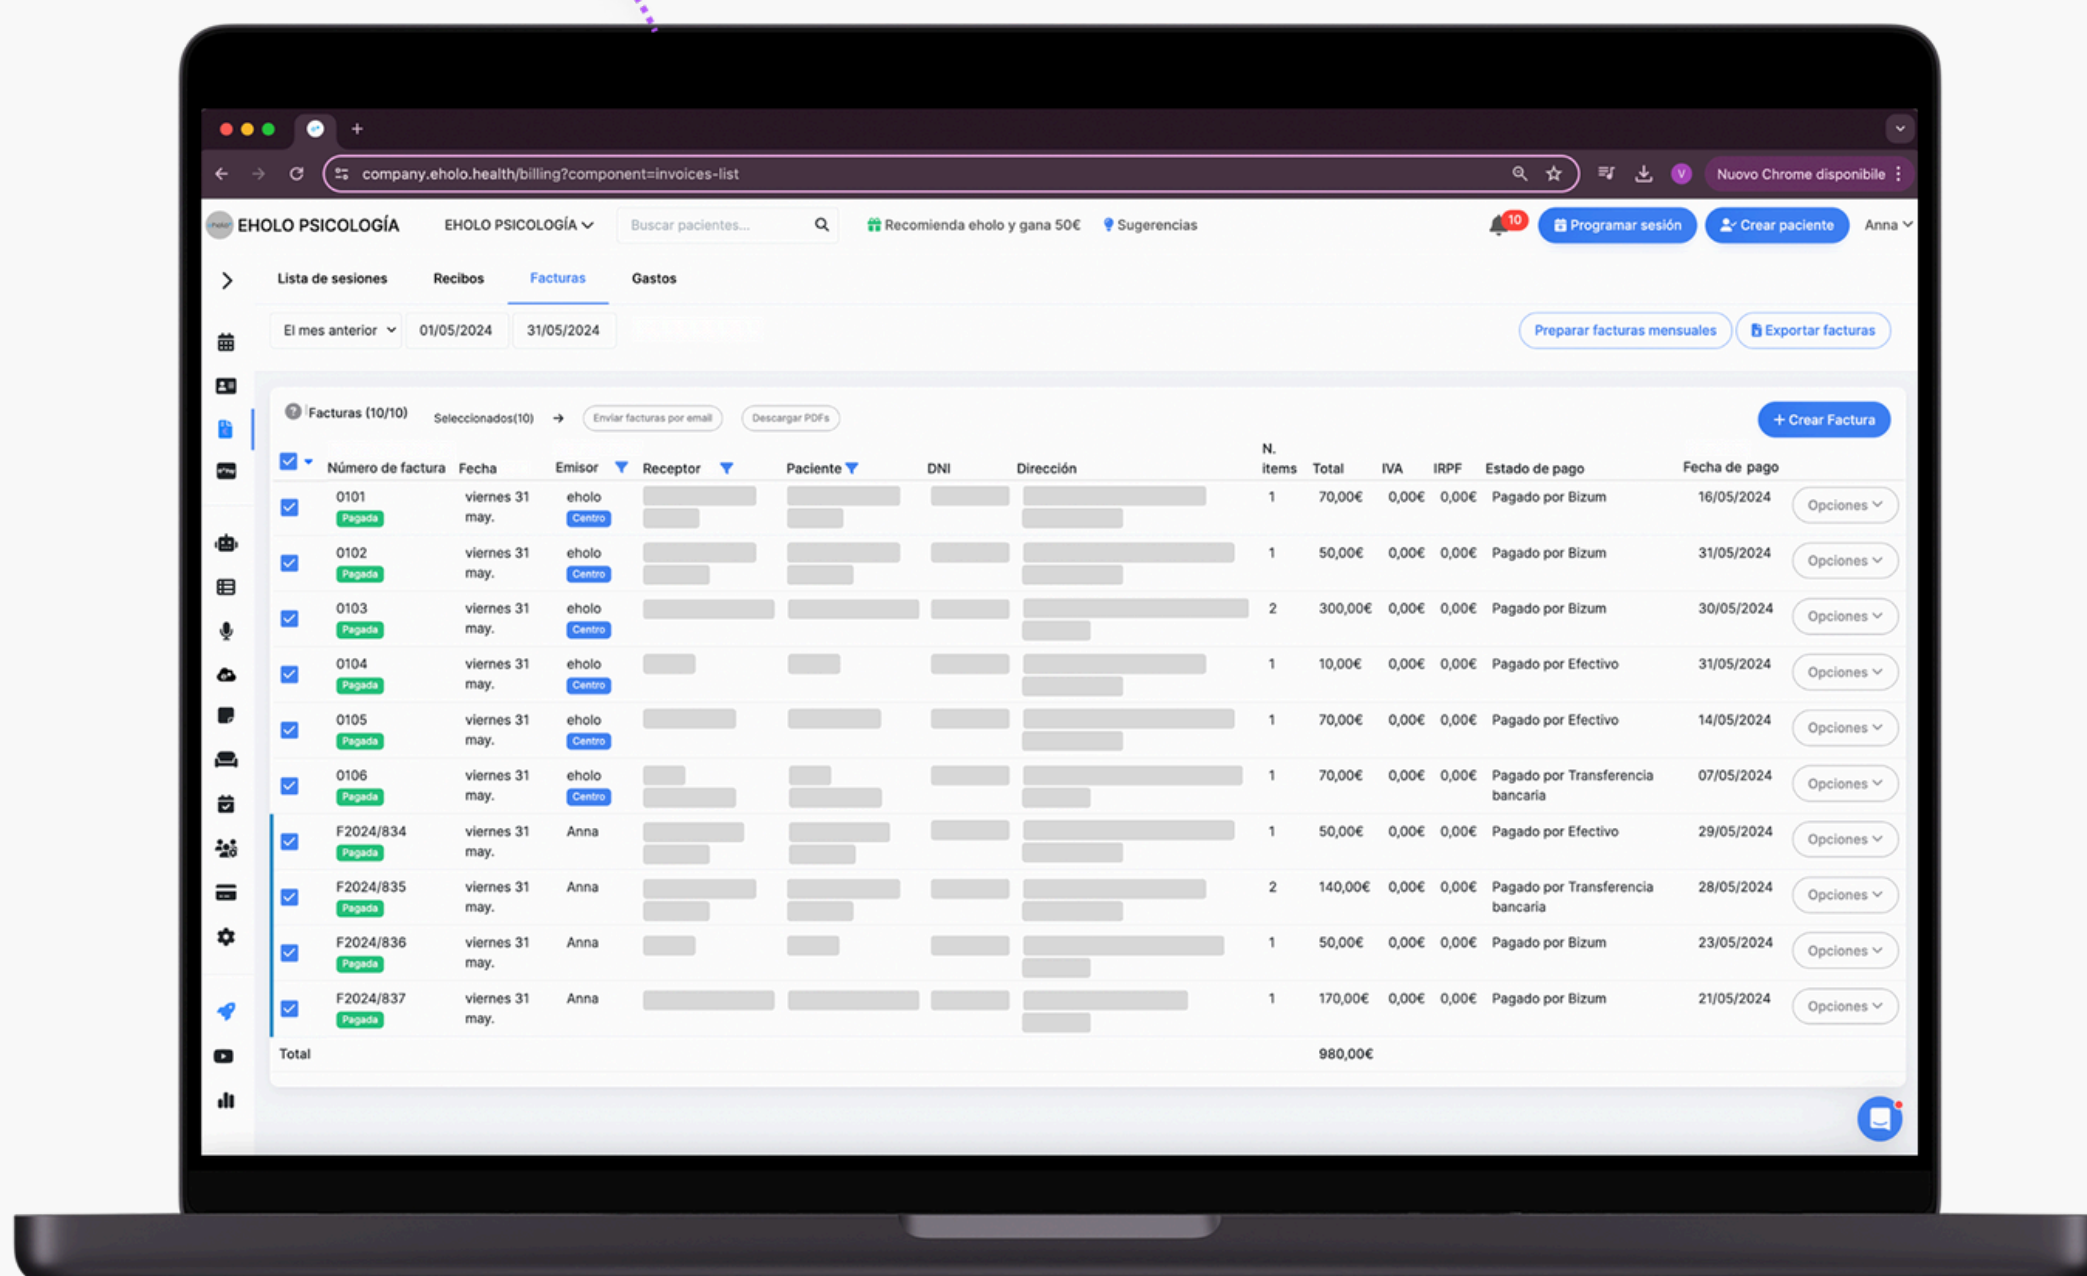 Nuovo Chrome disponibile
company.eholo.health/billing?component=invoices-list
V
EHOLO PSICOLOGÍA
EHOLO PSICOLOGÍA
Buscar pacientes...
Recomienda eholo y gana 50€
Sugerencias
10
Programar sesión
Crear paciente
Anna
Lista de sesiones
Recibos
Facturas
Gastos
El mes anterior
01/05/2024
31/05/2024
Preparar facturas mensuales
Exportar facturas
Facturas (10/10)
Seleccionados(10)
Enviar facturas por email
Descargar PDFs
+ Crear Factura
Número de factura Fecha Emisor Receptor Paciente DNI Dirección N. items Total IVA IRPF Estado de pago Fecha de pago
0101 viernes 31 eholo 1 70,00€ 0,00€ 0,00€ Pagado por Bizum 16/05/2024 Opciones
Pagada may. Centro
0102 viernes 31 eholo 1 50,00€ 0,00€ 0,00€ Pagado por Bizum 31/05/2024 Opciones
Pagada may. Centro
0103 viernes 31 eholo 2 300,00€ 0,00€ 0,00€ Pagado por Bizum 30/05/2024 Opciones
Pagada may. Centro
0104 viernes 31 eholo 1 10,00€ 0,00€ 0,00€ Pagado por Efectivo 31/05/2024 Opciones
Pagada may. Centro
0105 viernes 31 eholo 1 70,00€ 0,00€ 0,00€ Pagado por Efectivo 14/05/2024 Opciones
Pagada may. Centro
0106 viernes 31 eholo 1 70,00€ 0,00€ 0,00€ Pagado por Transferencia 07/05/2024 Opciones
Pagada may. Centro bancaria
F2024/834 viernes 31 Anna 1 50,00€ 0,00€ 0,00€ Pagado por Efectivo 29/05/2024 Opciones
Pagada may.
F2024/835 viernes 31 Anna 2 140,00€ 0,00€ 0,00€ Pagado por Transferencia 28/05/2024 Opciones
Pagada may. bancaria
F2024/836 viernes 31 Anna 1 50,00€ 0,00€ 0,00€ Pagado por Bizum 23/05/2024 Opciones
Pagada may.
F2024/837 viernes 31 Anna 1 170,00€ 0,00€ 0,00€ Pagado por Bizum 21/05/2024 Opciones
Pagada may.
Total 980,00€